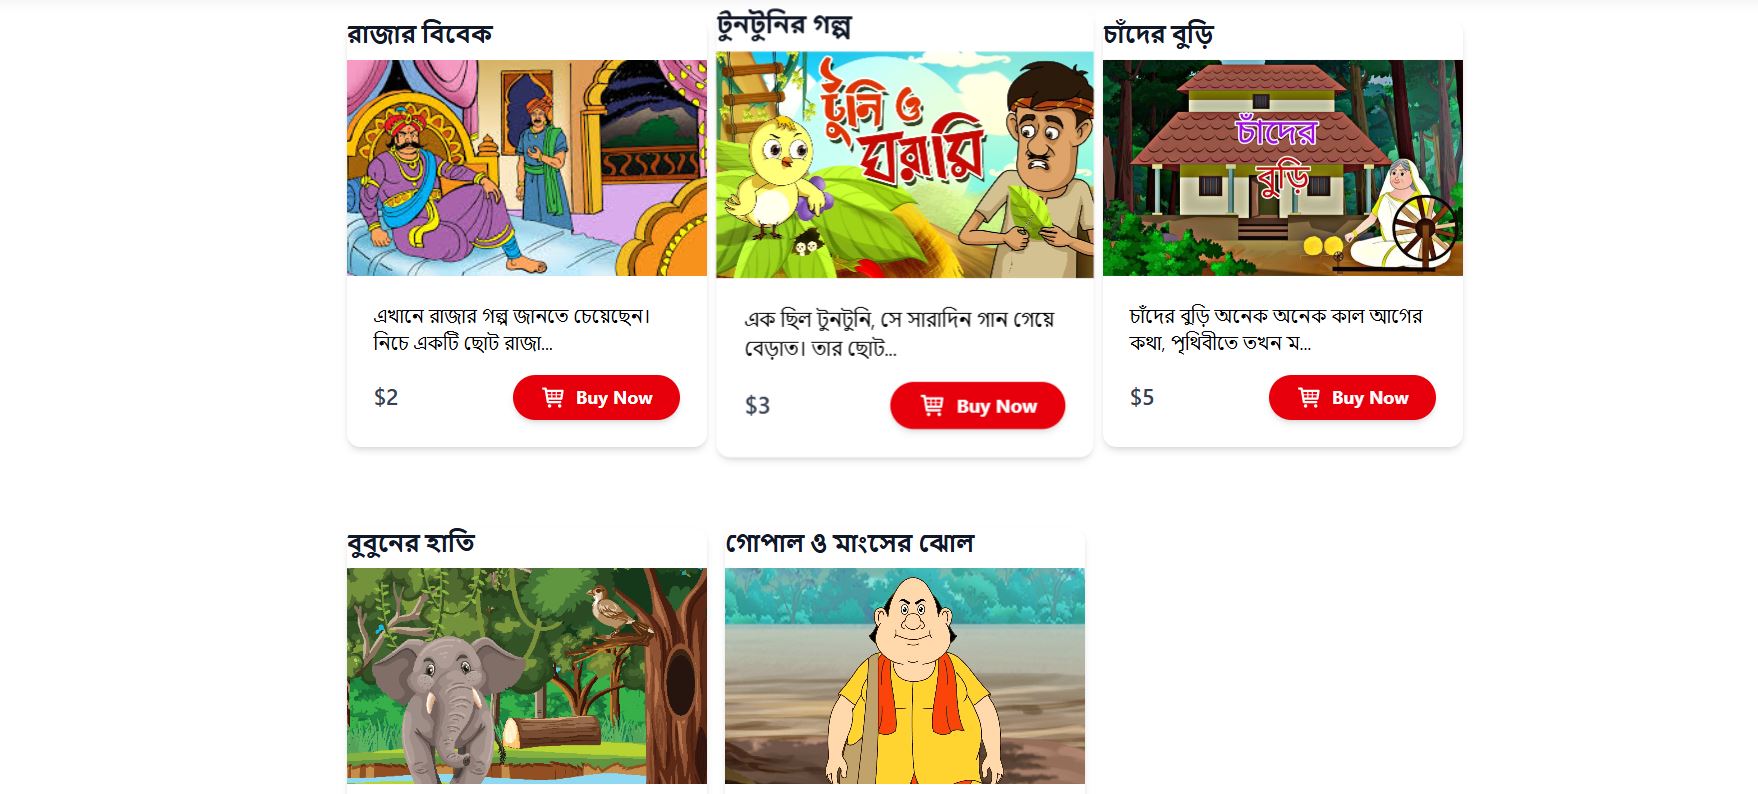 রাজার বিবেক
টুনটুনির গল্প
চাঁদের বুড়ি
টুনি ও
ঘরামি
চাঁদের
বুড়ি
এখানে রাজার গল্প জানতে চেয়েছেন।
নিচে একটি ছোট রাজা...
$2
Buy Now
এক ছিল টুনটুনি, সে সারাদিন গান গেয়ে
বেড়াত। তার ছোট...
$3
Buy Now
চাঁদের বুড়ি অনেক অনেক কাল আগের
কথা, পৃথিবীতে তখন ম...
$5
Buy Now
বুবুনের হাতি
গোপাল ও মাংসের ঝোল